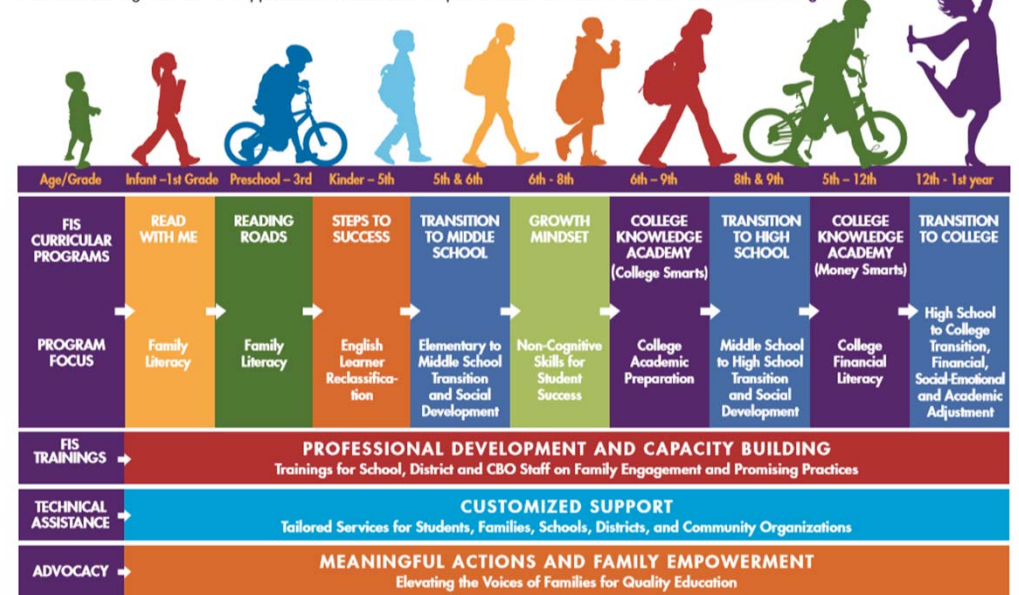 Age/Grade
Infant –1st Grade
Preschool – 3rd
Kinder – 5th
5th & 6th
6th - 8th
6th – 9th
8th & 9th
5th – 12th
12th - 1st year
FIS
CURRICULAR
PROGRAMS
READ
WITH ME
READING
ROADS
STEPS TO
SUCCESS
TRANSITION
TO MIDDLE
SCHOOL
GROWTH
MINDSET
COLLEGE
KNOWLEDGE
ACADEMY
(College Smarts)
TRANSITION
TO HIGH
SCHOOL
COLLEGE
KNOWLEDGE
ACADEMY
(Money Smarts)
TRANSITION
TO COLLEGE
PROGRAM
FOCUS
Family
Literacy
Family
Literacy
English
Learner
Reclassifica-
tion
Elementary to
Middle School
Transition
and Social
Development
Non-Cognitive
Skills for
Student
Success
College
Academic
Preparation
Middle School
to High School
Transition
and Social
Development
College
Financial
Literacy
High School
to College
Transition,
Financial,
Social-Emotional
and Academic
Adjustment
FIS
TRAININGS
PROFESSIONAL DEVELOPMENT AND CAPACITY BUILDING
Trainings for School, District and CBO Staff on Family Engagement and Promising Practices
TECHNICAL
ASSISTANCE
CUSTOMIZED SUPPORT
Tailored Services for Students, Families, Schools, Districts, and Community Organizations
ADVOCACY
MEANINGFUL ACTIONS AND FAMILY EMPOWERMENT
Elevating the Voices of Families for Quality Education